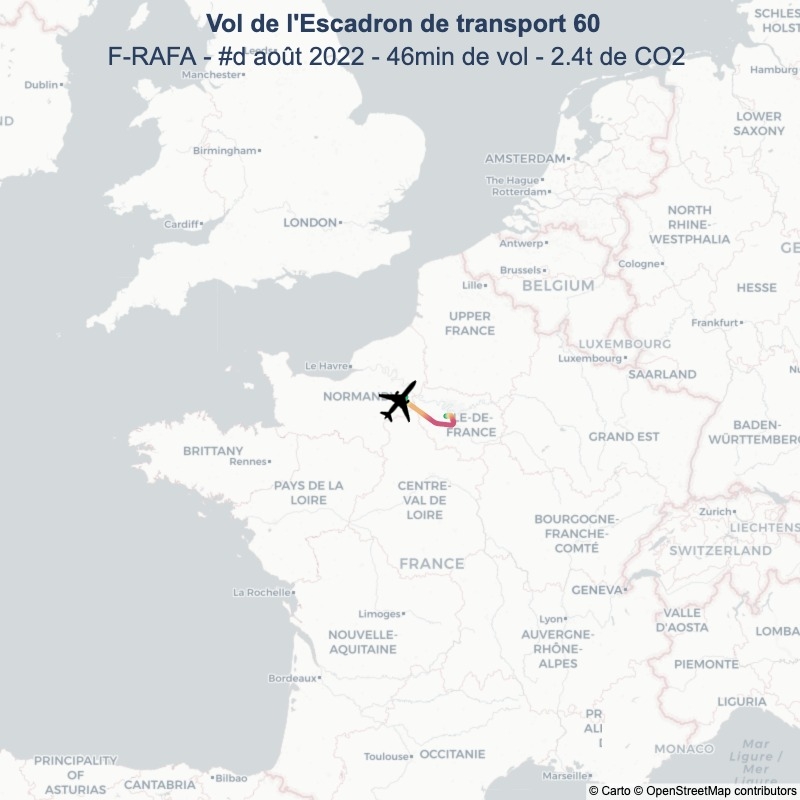 Vol de l'Escadron de transport 60
F-RAFA - #d août 2022 - 46min de vol - 2.4t de CO2
SCHLES
HOLST
Leeds
Manchester
Hamburg
Dublin
ND
LOWER
SAXONY
Birmingham
AMSTERDAM
The Hague
Rotterdam
Cardiff
LONDON
NORTH
RHINE-
WESTPHALIA
Antwerp
GE
Brussels
Cologne
Lille
BELGIUM
HESSE
UPPER
FRANCE
Frankfurt
LUXEMBOURG
Luxembourg
Le Havre
SAARLAND
Nu
NORMAND
ÎLE-DE-
FRANCE
GRAND EST
BADEN-
WÜRTTEMBERG
BRITTANY
Rennes
PAYS DE LA
LOIRE
CENTRE-
VAL DE
LOIRE
Zurich
BOURGOGNE-
FRANCHE-
COMTÉ
LIECHTENS
SWITZERLAND
FRANCE
La Rochelle
GENEVA
Limoges
Lyon
VALLE
D'AOSTA
NOUVELLE-
AQUITAINE
AUVERGNE-
RHÔNE-
ALPES
LOMBA
PIEMONTE
Bordeaux
LIGURIA
PR
ALI
Toulouse
OCCITANIE
MONACO
Mar
Ligure /
Mer
Ligure
PRINCIPALITY
OF
ASTURIAS
CANTABRIA
Bilbao
Marseille
© Carto © OpenStreetMap contributors